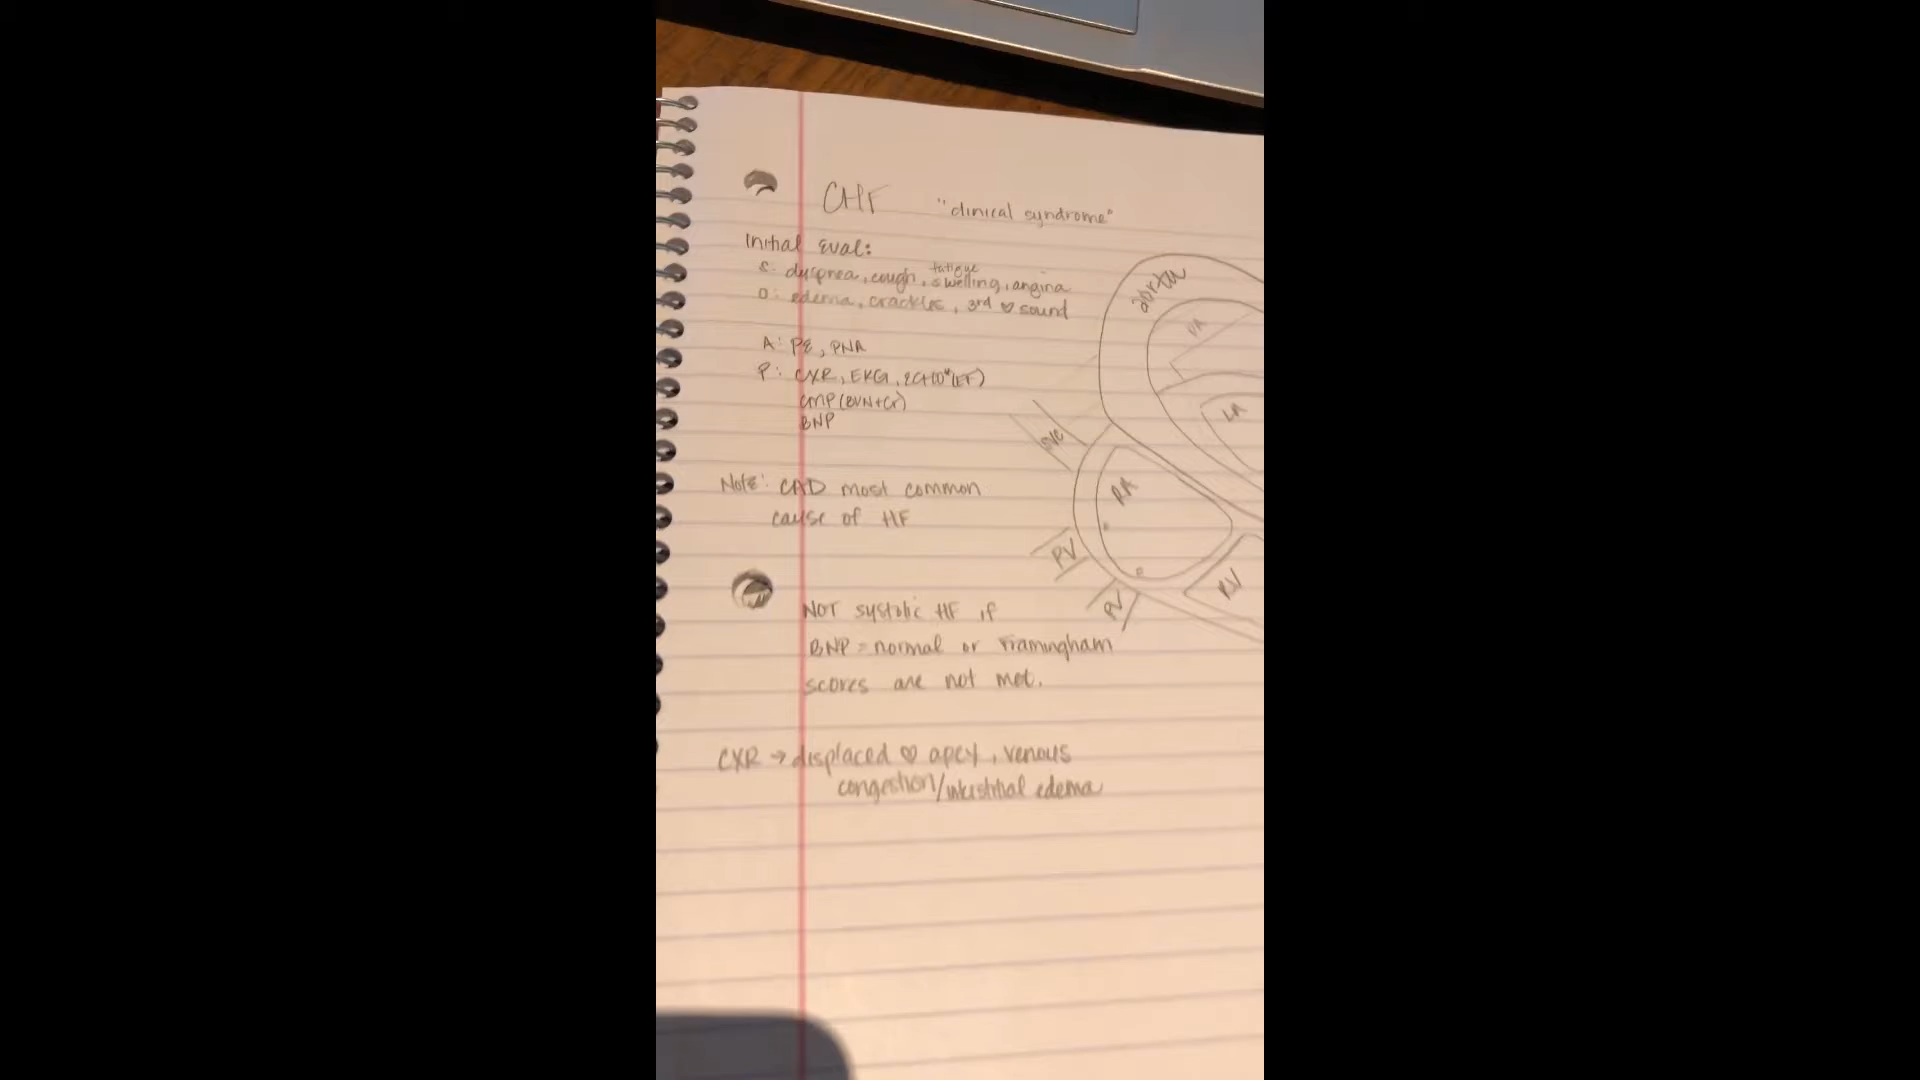 CHF "clinical syndrome"
Initial eval:
fatigue
S: dyspnea, cough, swelling, angina
O: edema, crackles, 3rd ♡ sound
A: PE, PNA
P: CXR, EKG, ECHO*(EF)
CMP (BUN+Cr)
BNP
Note: CAD most common
cause of HF
NOT systolic HF if
BNP = normal or Framingham
scores are not met.
CXR → displaced ♡ apex, venous
congestion/interstitial edema
aorta
PA
LA
SVC
RA
PV
PV
RV